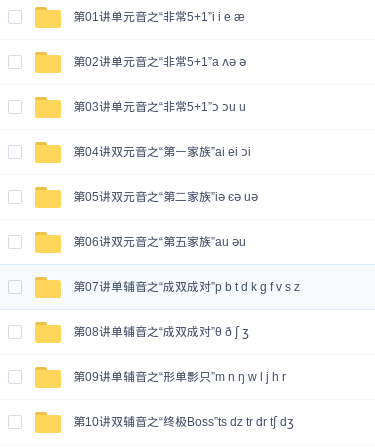 第01讲单元音之“非常5+1”i i e æ
第02讲单元音之“非常5+1”a ʌə ə
第03讲单元音之“非常5+1”ɔ ɔu u
第04讲双元音之“第一家族”ai ei ɔi
第05讲双元音之“第二家族”iə ɛə uə
第06讲双元音之“第五家族”au əu
第07讲单辅音之“成双成对”p b t d k g f v s z
第08讲单辅音之“成双成对”θ ð ʃ ʒ
第09讲单辅音之“形单影只”m n ŋ w l j h r
第10讲双辅音之“终极Boss”ts dz tr dr tʃ dʒ